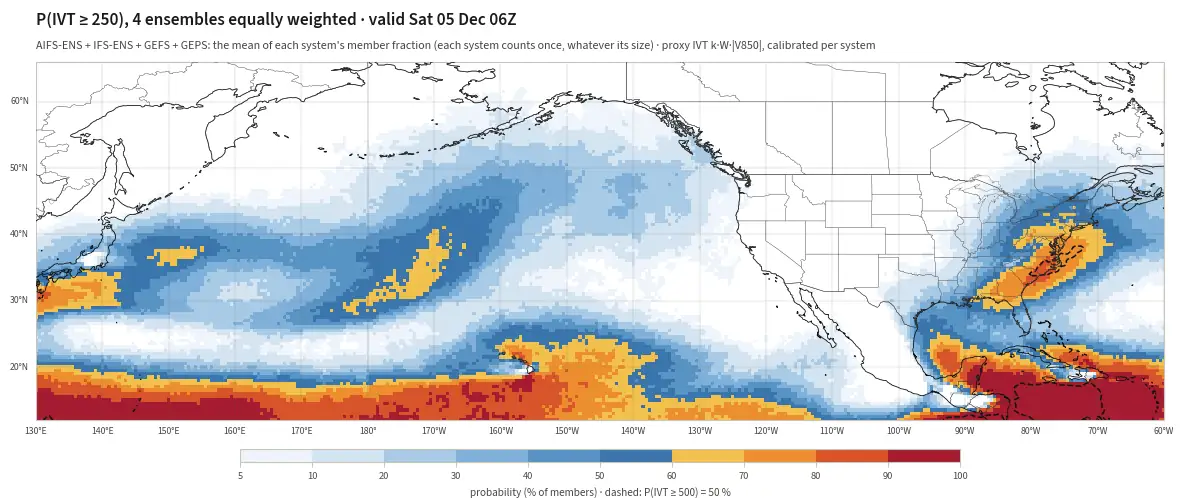 P(IVT ≥ 250), 4 ensembles equally weighted · valid Sat 05 Dec 06Z
AIFS-ENS + IFS-ENS + GEFS + GEPS: the mean of each system's member fraction (each system counts once, whatever its size) · proxy IVT k·W·|V850|, calibrated per system
60°N
50°N
40°N
30°N
20°N
130°E 140°E 150°E 160°E 170°E 180° 170°W 160°W 150°W 140°W 130°W 120°W 110°W 100°W 90°W 80°W 70°W 60°W
5 10 20 30 40 50 60 70 80 90 100
probability (% of members) · dashed: P(IVT ≥ 500) = 50 %